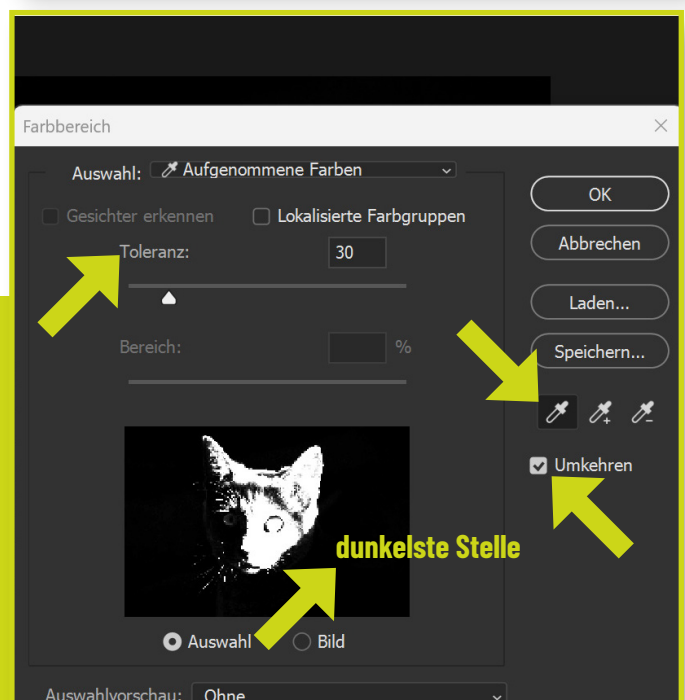 Farbbereich
Auswahl: Aufgenommene Farben
Gesichter erkennen Lokalisierte Farbgruppen
Toleranz: 30
Bereich: %
OK
Abbrechen
Laden...
Speichern...
Umkehren
dunkelste Stelle
Auswahl Bild
Auswahlvorschau: Ohne